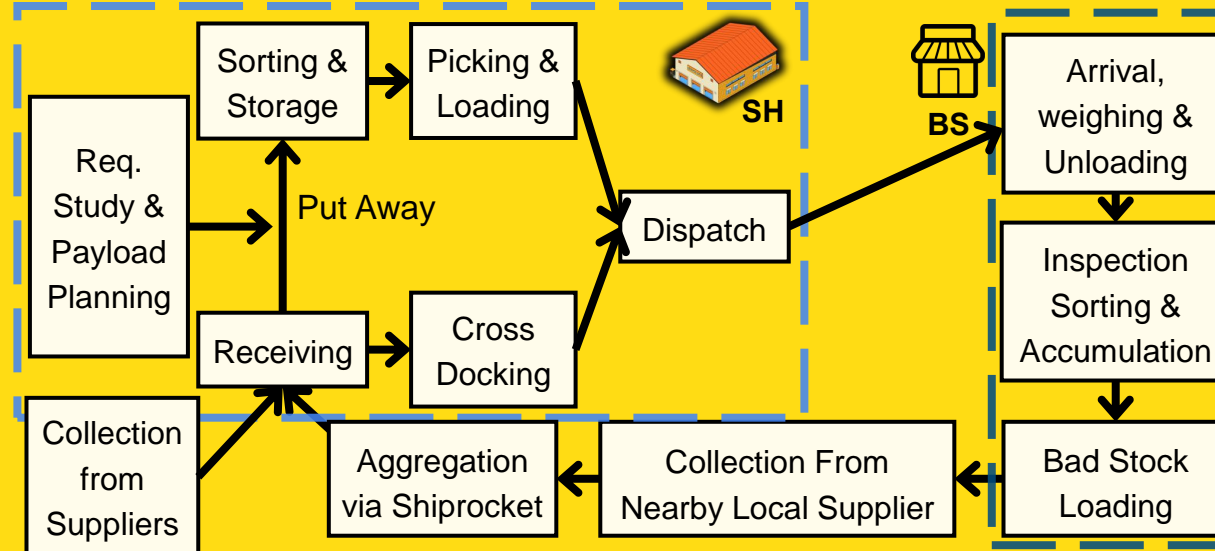 Sorting &
Storage
Picking &
Loading
SH
BS
Arrival,
weighing &
Unloading
Req.
Study &
Payload
Planning
Put Away
Dispatch
Inspection
Sorting &
Accumulation
Receiving
Cross
Docking
Collection
from
Suppliers
Aggregation
via Shiprocket
Collection From
Nearby Local Supplier
Bad Stock
Loading